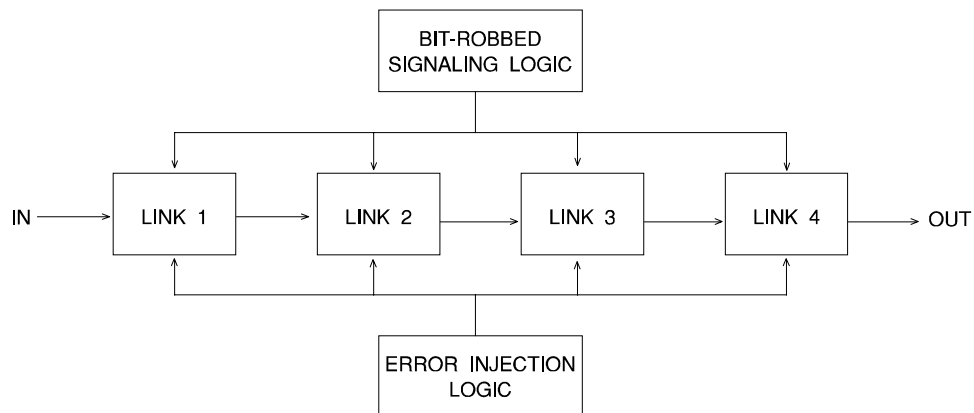 BIT-ROBBED
SIGNALING LOGIC
IN
LINK 1
LINK 2
LINK 3
LINK 4
OUT
ERROR INJECTION
LOGIC